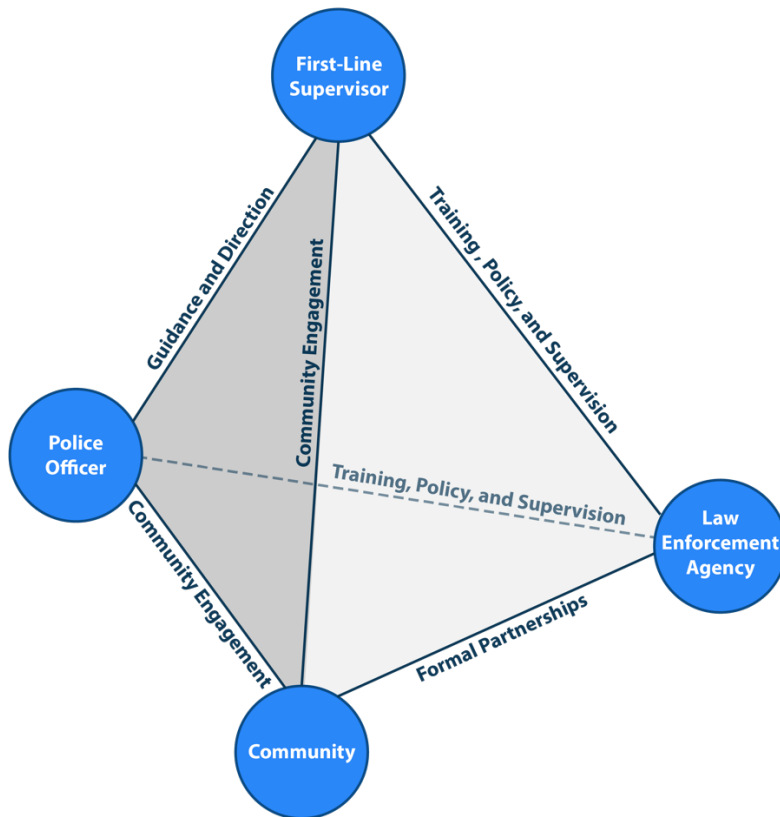 First-Line
Supervisor
Guidance and Direction
Community Engagement
Training , Policy, and Supervision
Police
Officer
Training, Policy, and Supervision
Law
Enforcement
Agency
Community Engagement
Formal Partnerships
Community